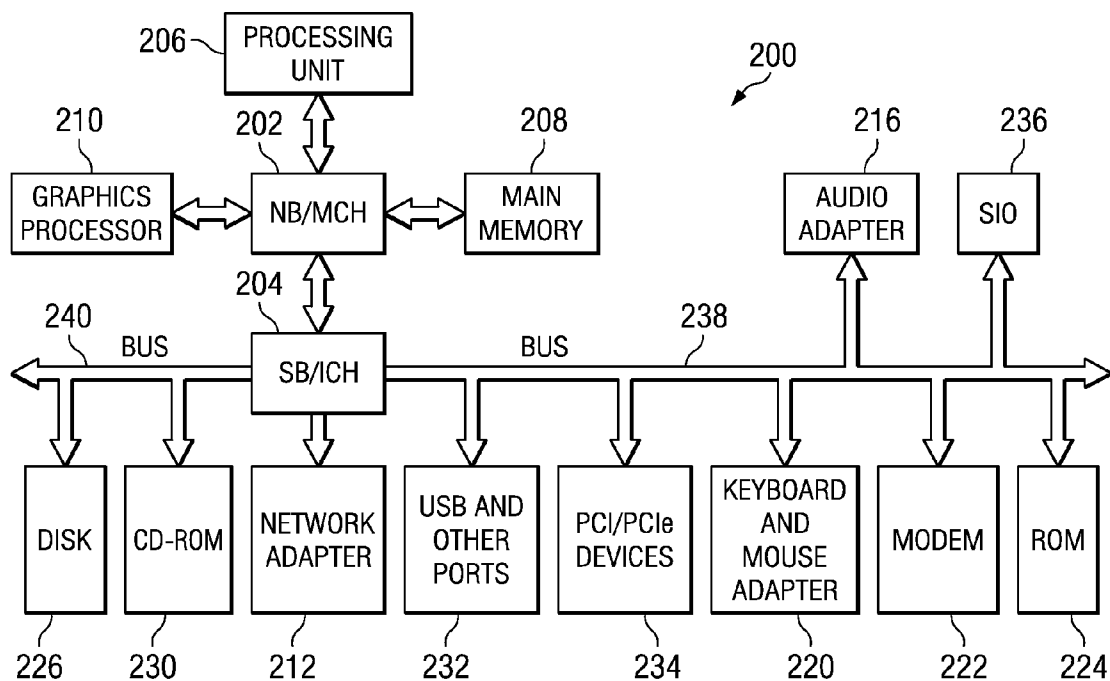 206
PROCESSING
UNIT
200
210
202
208
216
236
GRAPHICS
PROCESSOR
NB/MCH
MAIN
MEMORY
AUDIO
ADAPTER
SIO
204
240
BUS
SB/ICH
BUS
238
DISK
CD-ROM
NETWORK
ADAPTER
USB AND
OTHER
PORTS
PCI/PCIe
DEVICES
KEYBOARD
AND
MOUSE
ADAPTER
MODEM
ROM
226
230
212
232
234
220
222
224